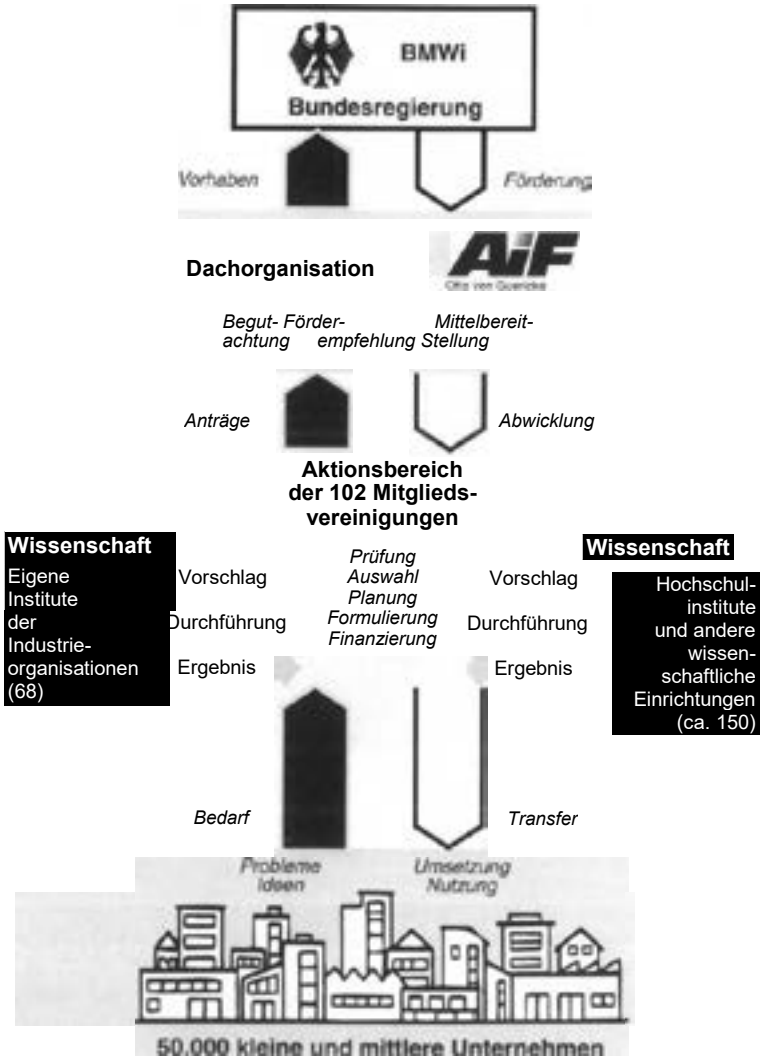 BMWi
Bundesregierung
Vorhaben
Förderung
Dachorganisation
AiF
Otto von Guericke
Begut- Förder-
achtung empfehlung
Mittelbereit-
Stellung
Anträge
Abwicklung
Aktionsbereich
der 102 Mitglieds-
vereinigungen
Wissenschaft
Eigene
Institute
der
Industrie-
organisationen
(68)
Vorschlag
Durchführung
Ergebnis
Prüfung
Auswahl
Planung
Formulierung
Finanzierung
Vorschlag
Durchführung
Ergebnis
Wissenschaft
Hochschul-
institute
und andere
wissen-
schaftliche
Einrichtungen
(ca. 150)
Bedarf
Transfer
Probleme
Ideen
Umsetzung
Nutzung
50.000 kleine und mittlere Unternehmen